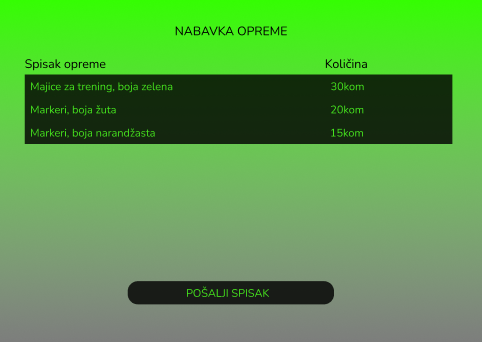 NABAVKA OPREME
Spisak opreme Količina
Majice za trening, boja zelena 30kom
Markeri, boja žuta 20kom
Markeri, boja narandžasta 15kom
POŠALJI SPISAK